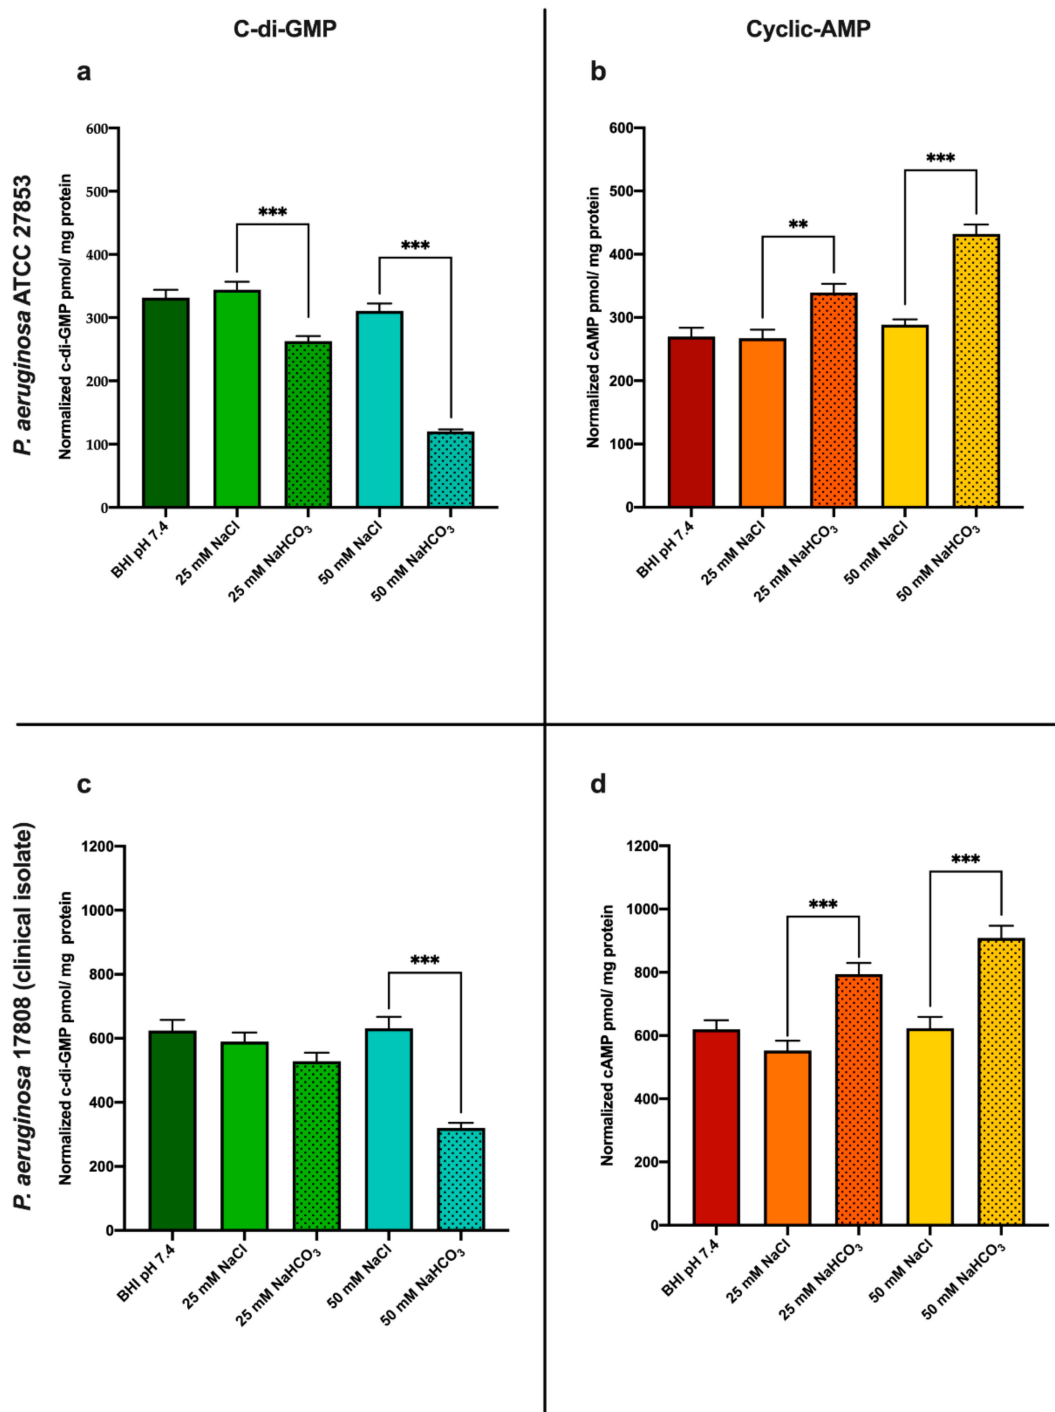 C-di-GMP
Cyclic-AMP
P. aeruginosa ATCC 27853
a
Normalized c-di-GMP pmol/ mg protein
600
500
400
300
200
100
0
***
***
BHI pH 7.4
25 mM NaCl
25 mM NaHCO₃
50 mM NaCl
50 mM NaHCO₃
b
Normalized cAMP pmol/ mg protein
600
500
400
300
200
100
0
**
***
BHI pH 7.4
25 mM NaCl
25 mM NaHCO₃
50 mM NaCl
50 mM NaHCO₃
P. aeruginosa 17808 (clinical isolate)
c
Normalized c-di-GMP pmol/ mg protein
1200
1000
800
600
400
200
0
***
BHI pH 7.4
25 mM NaCl
25 mM NaHCO₃
50 mM NaCl
50 mM NaHCO₃
d
Normalized cAMP pmol/ mg protein
1200
1000
800
600
400
200
0
***
***
BHI pH 7.4
25 mM NaCl
25 mM NaHCO₃
50 mM NaCl
50 mM NaHCO₃